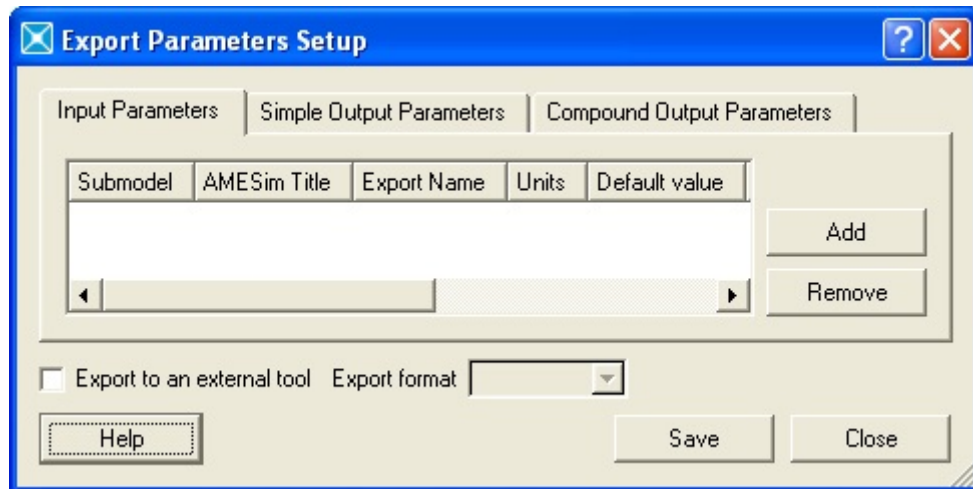 Export Parameters Setup
Input Parameters Simple Output Parameters Compound Output Parameters
Submodel AMESim Title Export Name Units Default value
Add
Remove
Export to an external tool Export format
Help Save Close